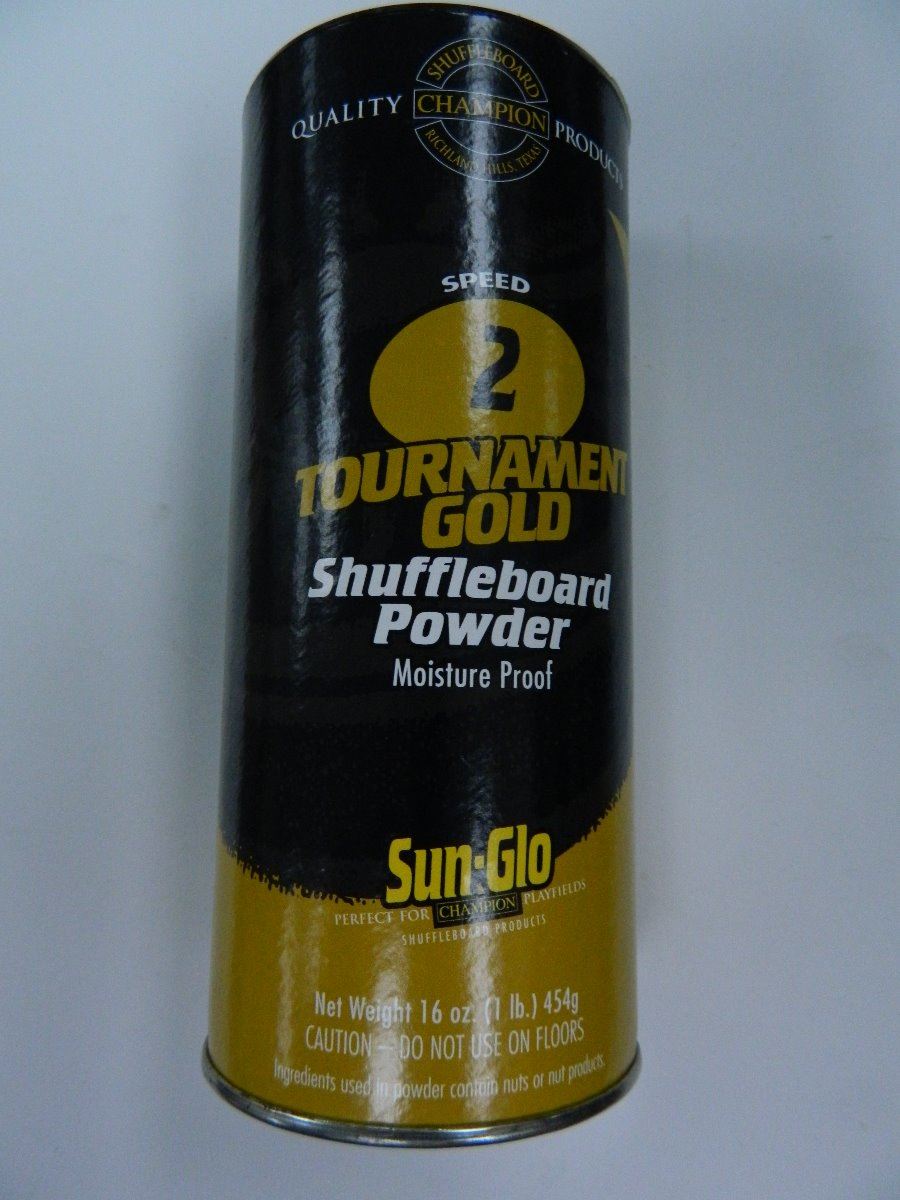 SHUFFLEBOARD
QUALITY CHAMPION PRODUCTS
RICHLAND HILLS, TEXAS
SPEED
2
TOURNAMENT
GOLD
Shuffleboard
Powder
Moisture Proof
Sun-Glo
PERFECT FOR CHAMPION PLAYFIELDS
SHUFFLEBOARD PRODUCTS
Net Weight 16 oz. (1 lb.) 454g
CAUTION – DO NOT USE ON FLOORS
Ingredients used in powder contain nuts or nut products.